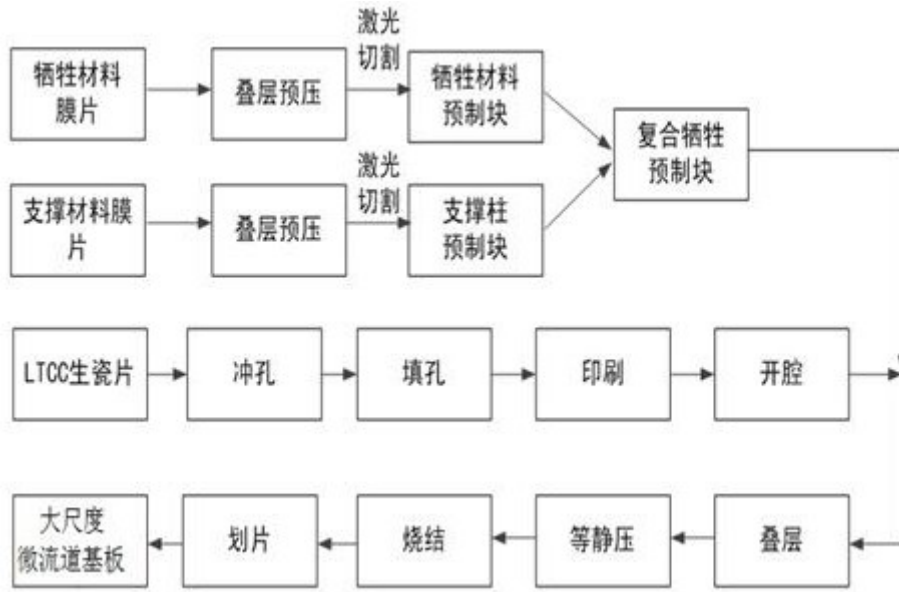 牺牲材料
膜片
叠层预压
激光
切割
牺牲材料
预制块
复合牺牲
预制块
支撑材料膜
片
叠层预压
激光
切割
支撑柱
预制块
LTCC生瓷片
冲孔
填孔
印刷
开腔
大尺度
微流道基板
划片
烧结
等静压
叠层